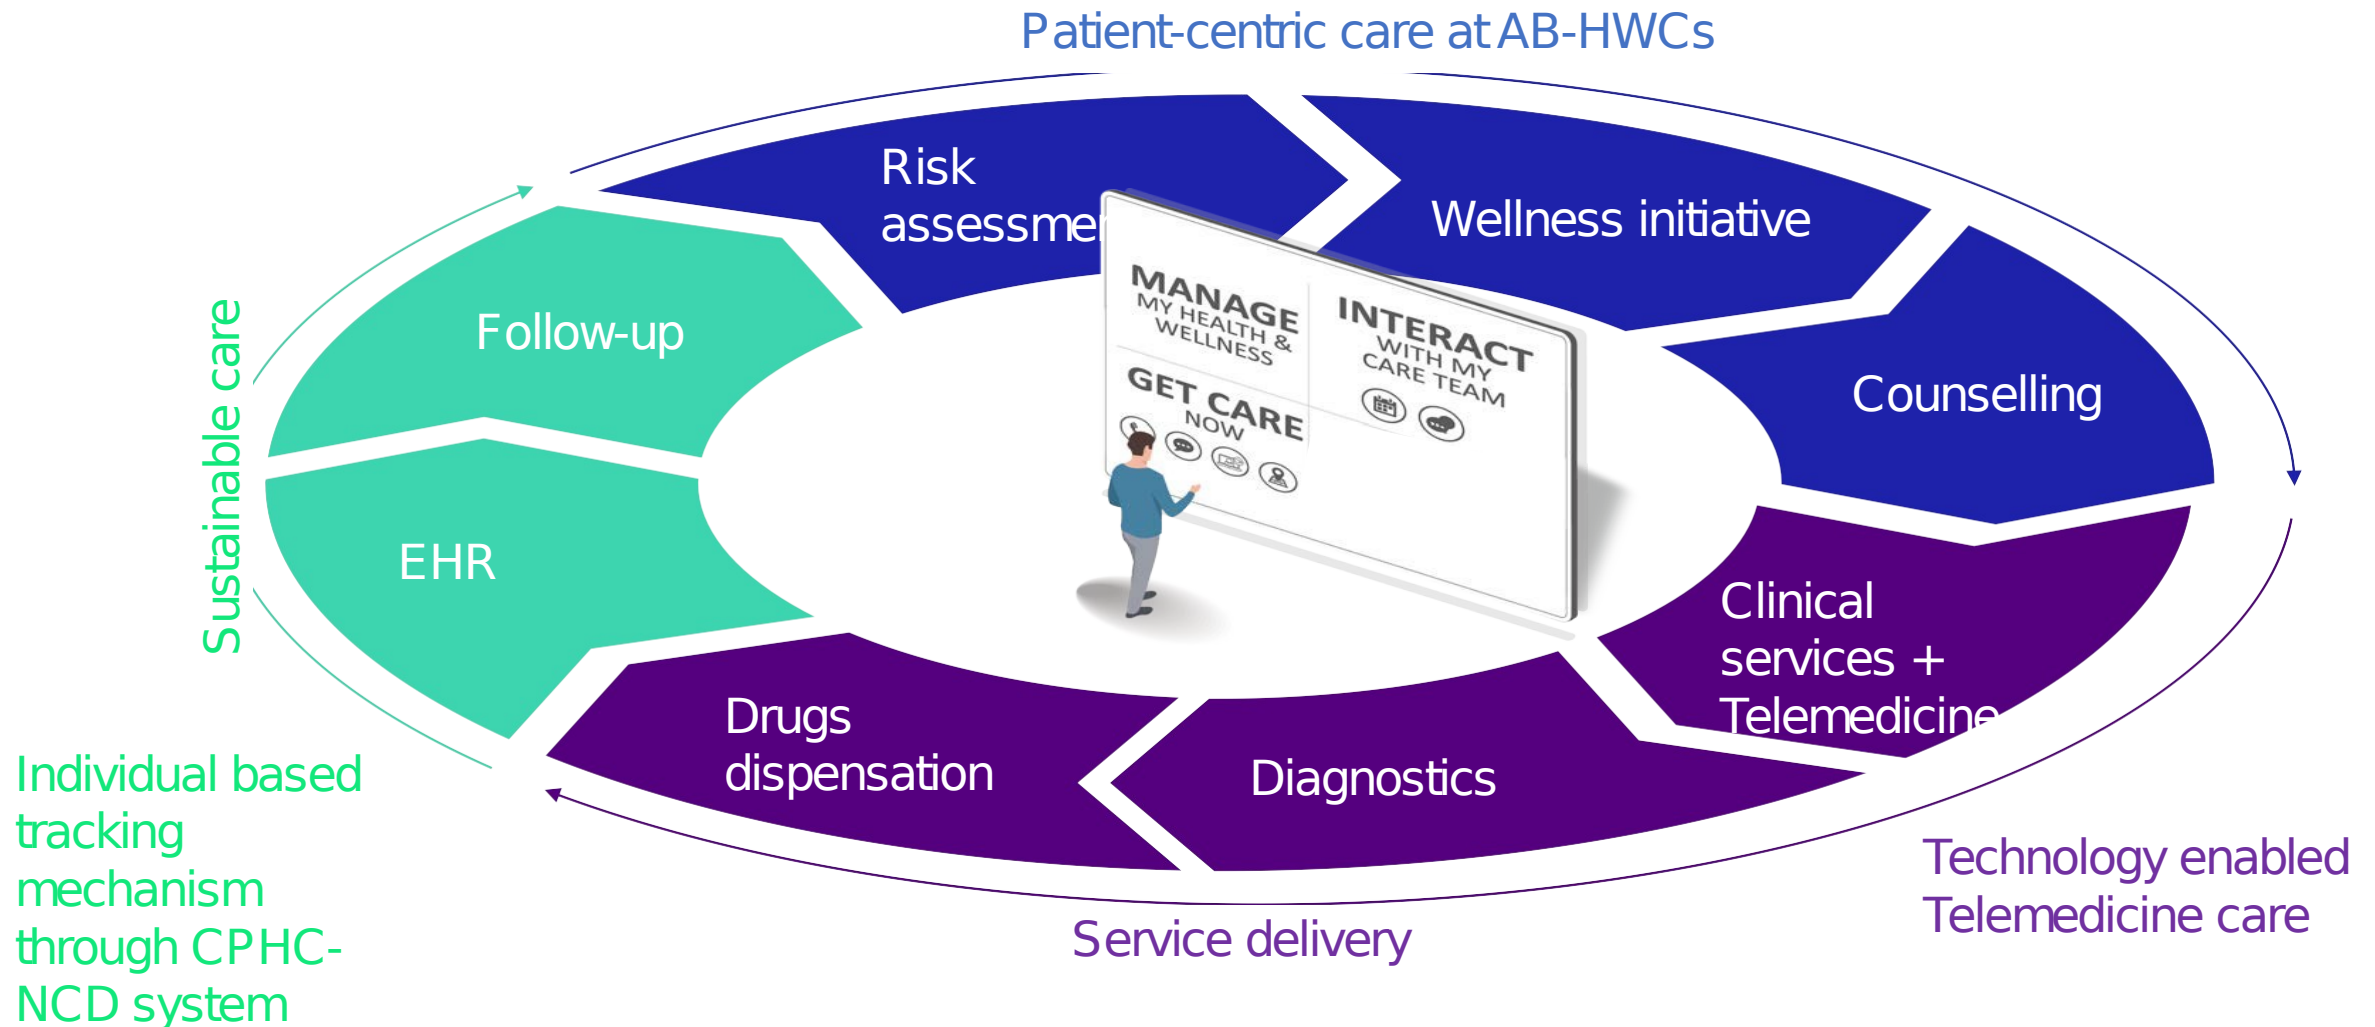 Patient-centric care at AB-HWCs
Risk
assessmen
Wellness initiative
Counselling
Clinical
services +
Telemedicine
Diagnostics
Drugs
dispensation
EHR
Follow-up
MANAGE
MY HEALTH &
WELLNESS
INTERACT
WITH MY
CARE TEAM
GET CARE
NOW
Sustainable care
Individual based
tracking
mechanism
through CPHC-
NCD system
Service delivery
Technology enabled
Telemedicine care